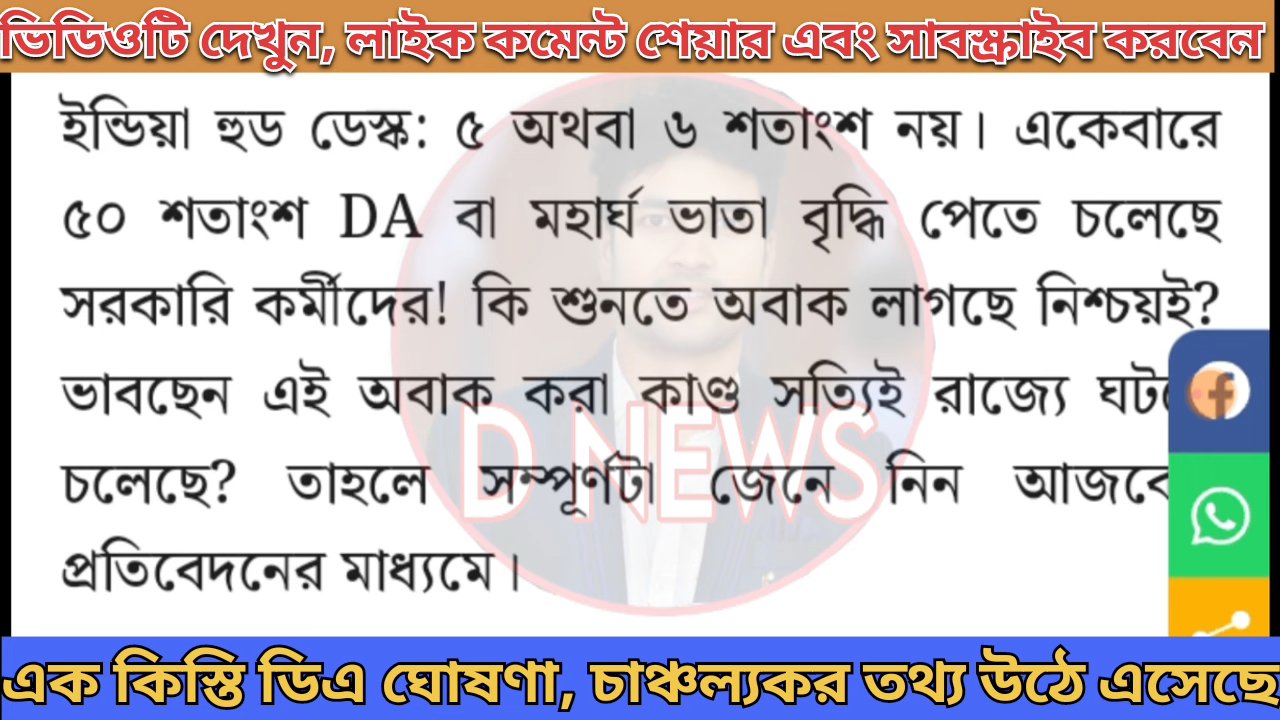 ভিডিওটি দেখুন, লাইক কমেন্ট শেয়ার এবং সাবস্ক্রাইব করবেন
ইন্ডিয়া হুড ডেস্ক: ৫ অথবা ৬ শতাংশ নয়। একেবারে
৫০ শতাংশ DA বা মহার্ঘ ভাতা বৃদ্ধি পেতে চলেছে
সরকারি কর্মীদের! কি শুনতে অবাক লাগছে নিশ্চয়ই?
ভাবছেন এই অবাক করা কাণ্ড সত্যিই রাজ্যে
চলেছে? তাহলে সম্পূর্ণটা জেনে নিন
প্রতিবেদনের মাধ্যমে।
D NEWS
এক কিস্তি ডিএ ঘোষণা, চাঞ্চল্যকর তথ্য উঠে এসেছে